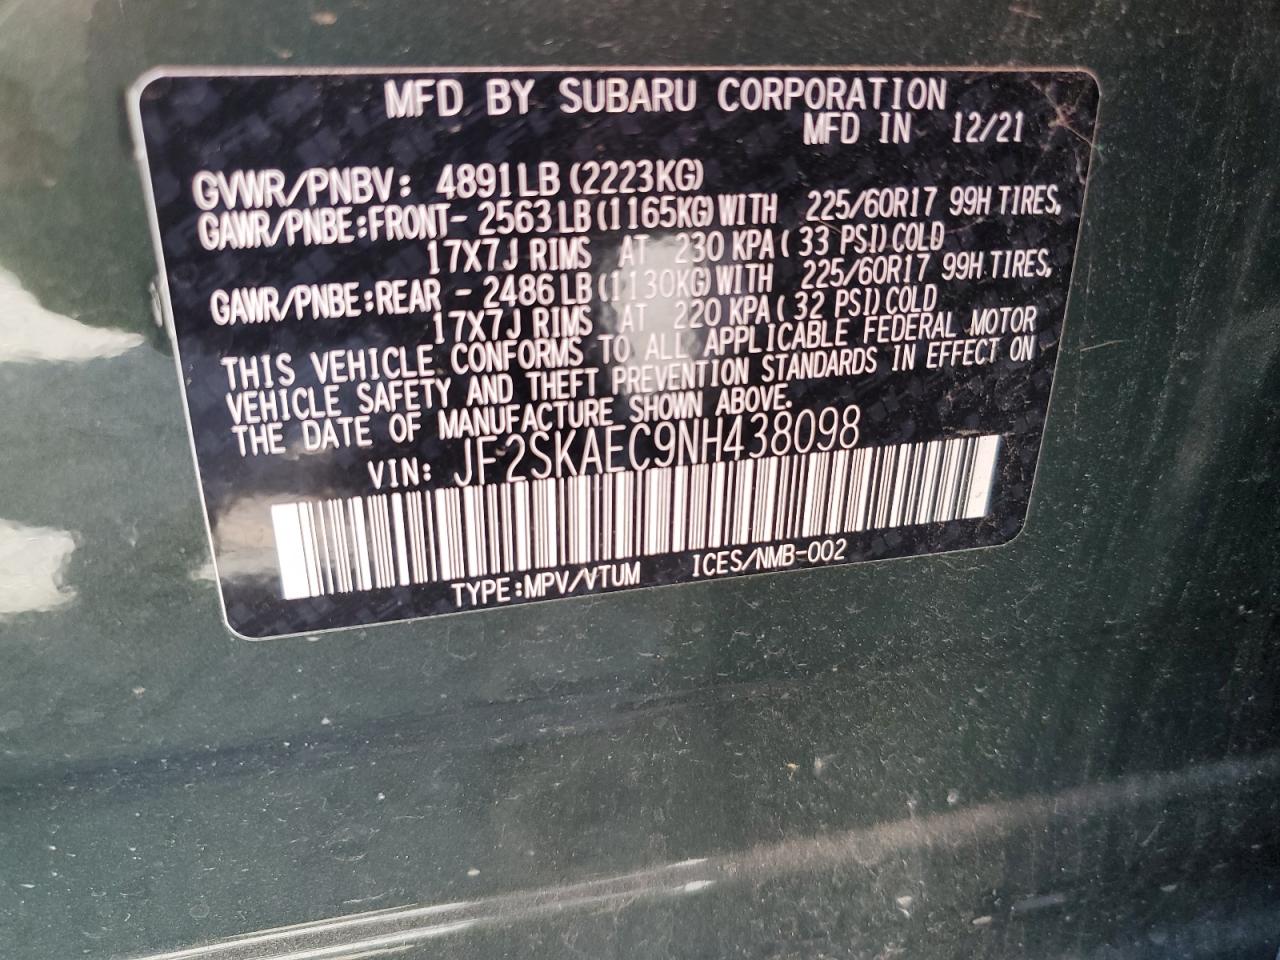 MFD BY SUBARU CORPORATION
MFD IN 12/21
GVWR/PNBV: 4891LB (2223KG)
GAWR/PNBE:FRONT- 2563LB(1165KG)WITH 225/60R17 99H TIRES,
17X7J RIMS AT 230 KPA( 33 PSI)COLD
GAWR/PNBE:REAR - 2486LB(1130KG)WITH 225/60R17 99H TIRES,
17X7J RIMS AT 220 KPA( 32 PSI)COLD
THIS VEHICLE CONFORMS TO ALL APPLICABLE FEDERAL MOTOR
VEHICLE SAFETY AND THEFT PREVENTION STANDARDS IN EFFECT ON
THE DATE OF MANUFACTURE SHOWN ABOVE.
VIN: JF2SKAEC9NH438098
TYPE:MPV/VTUM ICES/NMB-002